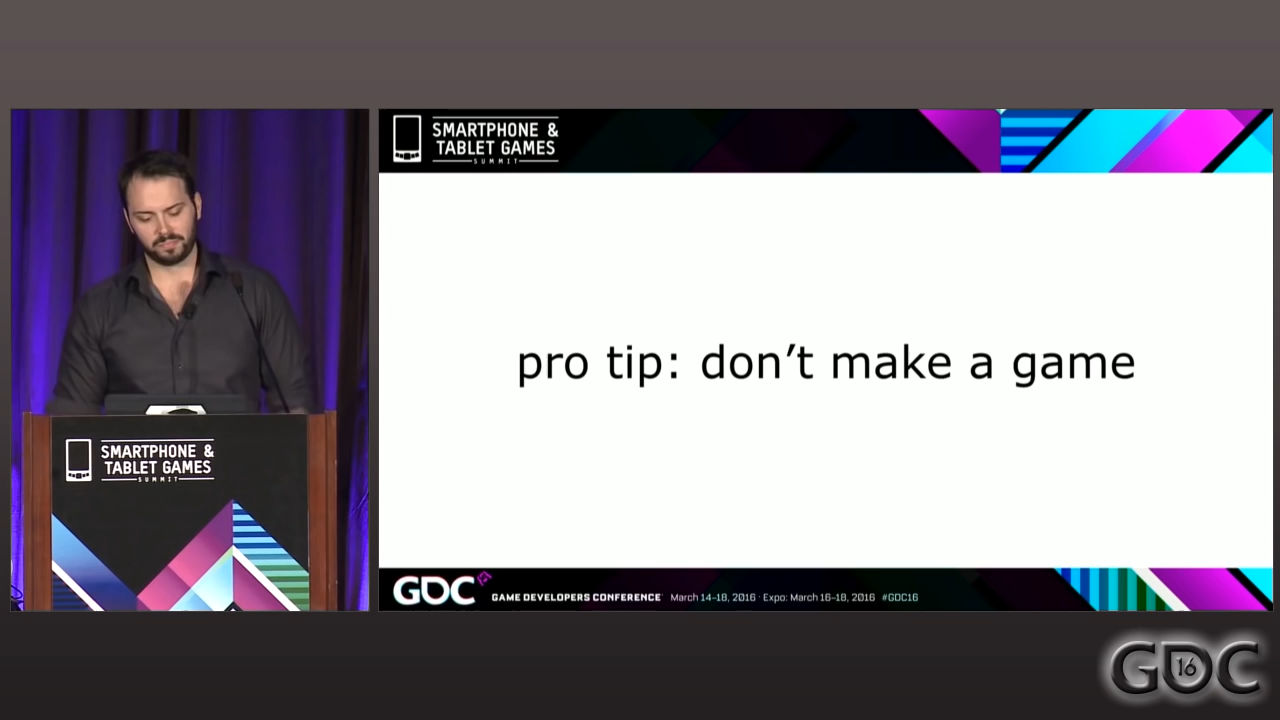 SMARTPHONE &
TABLET GAMES
SUMMIT
SMARTPHONE &
TABLET GAMES
SUMMIT
pro tip: don’t make a game
GDC GAME DEVELOPERS CONFERENCE March 14–18, 2016 · Expo: March 16–18, 2016 #GDC16
GDC 16